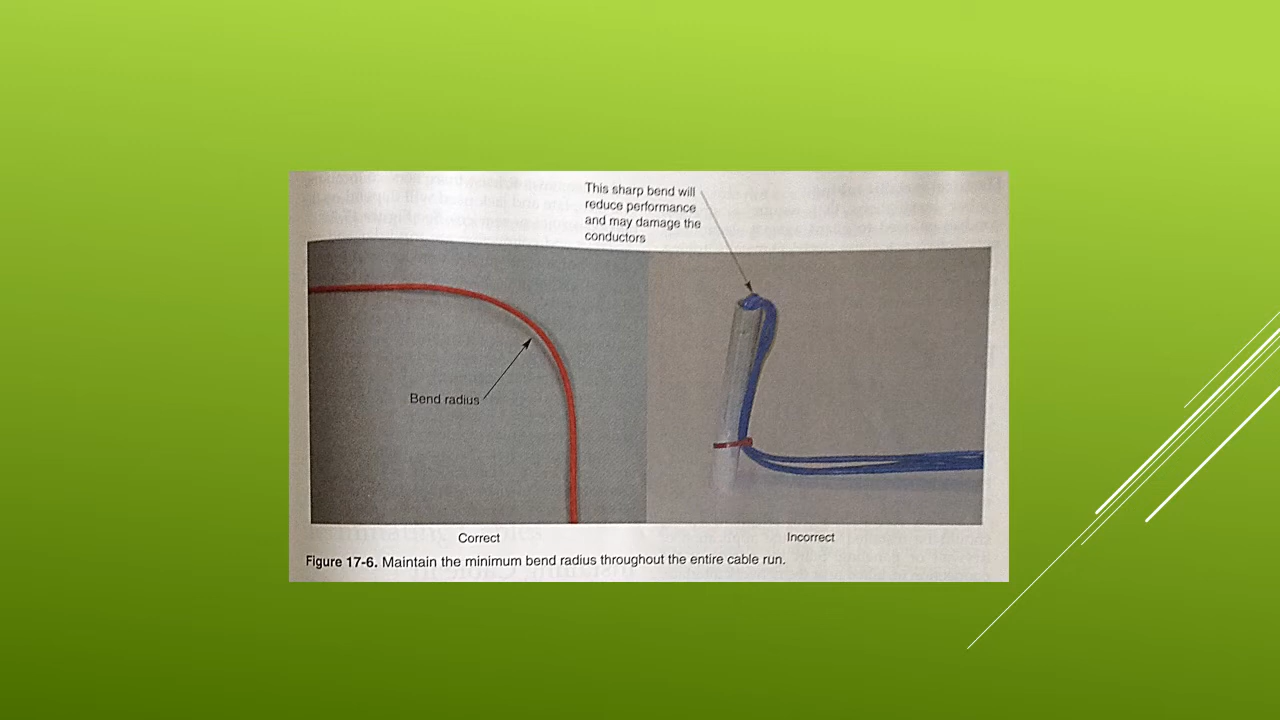 This sharp bend will
reduce performance
and may damage the
conductors
Bend radius
Correct
Incorrect
Figure 17-6. Maintain the minimum bend radius throughout the entire cable run.